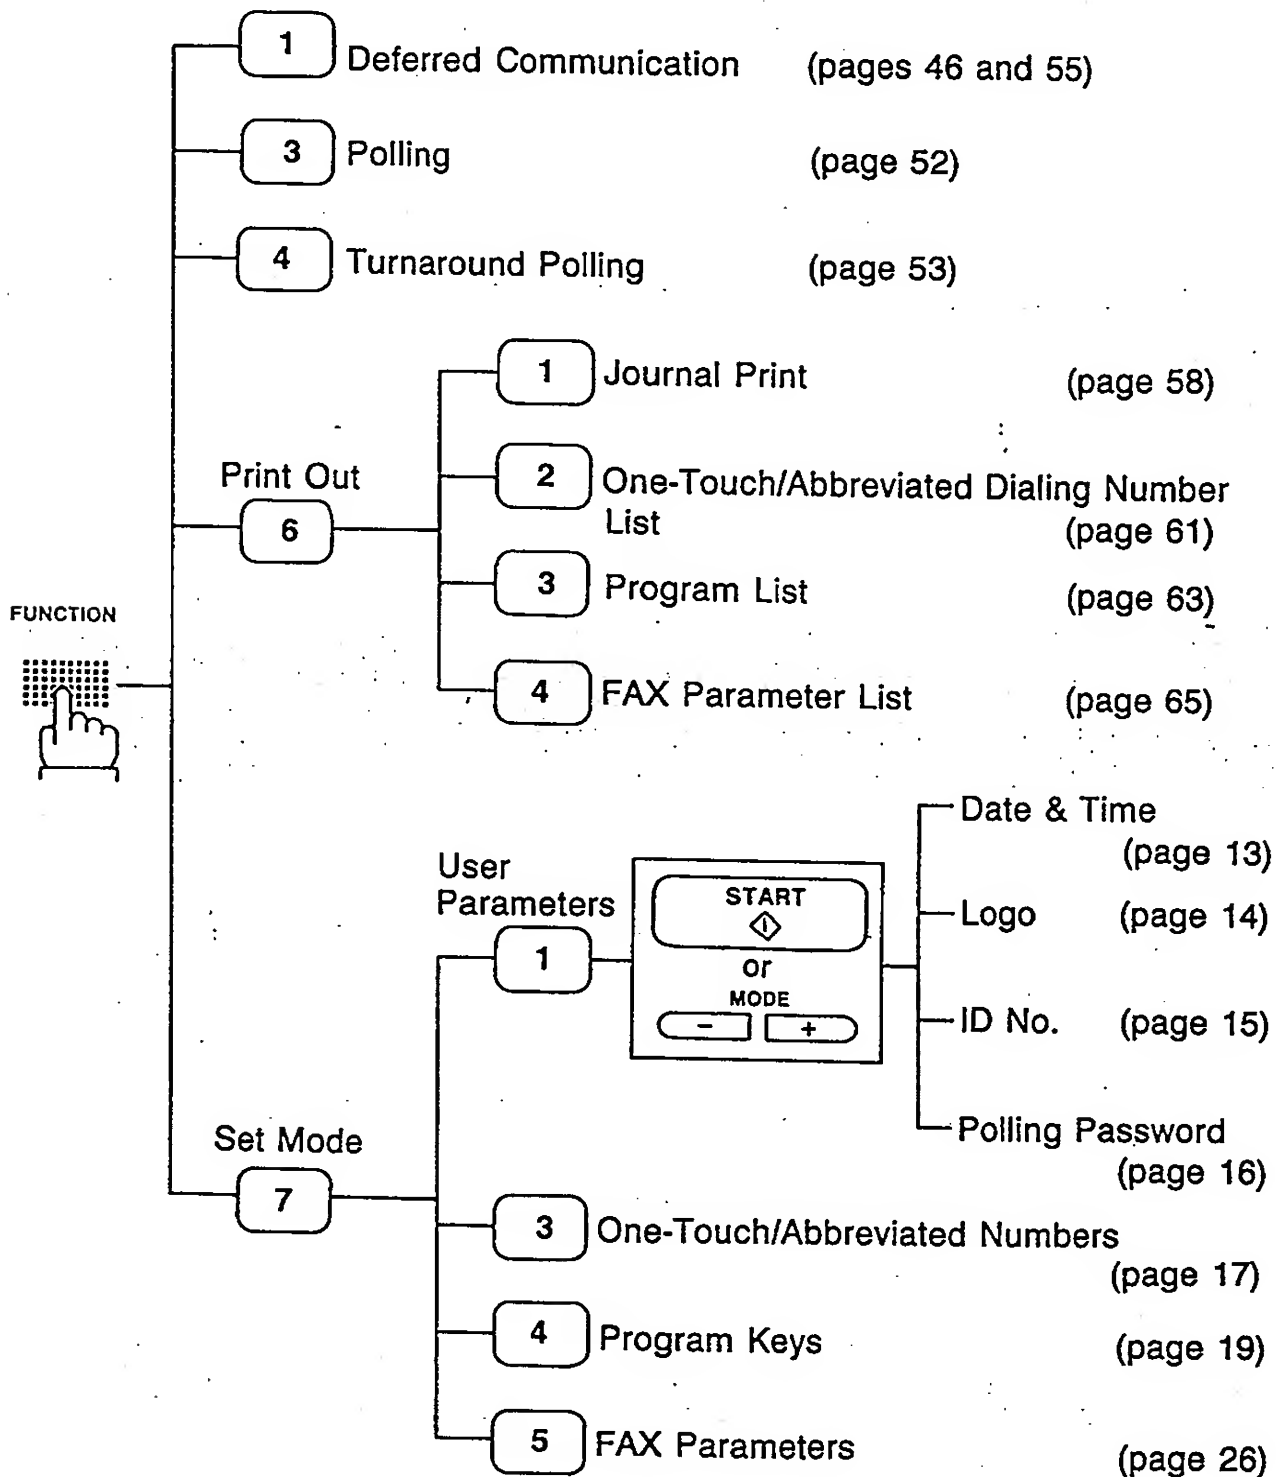 1 Deferred Communication (pages 46 and 55)
3 Polling (page 52)
4 Turnaround Polling (page 53)
1 Journal Print (page 58)
Print Out
2 One-Touch/Abbreviated Dialing Number
List (page 61)
6
3 Program List (page 63)
FUNCTION
4 FAX Parameter List (page 65)
Date & Time
(page 13)
User
Parameters
START
Logo (page 14)
1
or
MODE
- +
ID No. (page 15)
Polling Password
(page 16)
Set Mode
7
3 One-Touch/Abbreviated Numbers
(page 17)
4 Program Keys (page 19)
5 FAX Parameters (page 26)